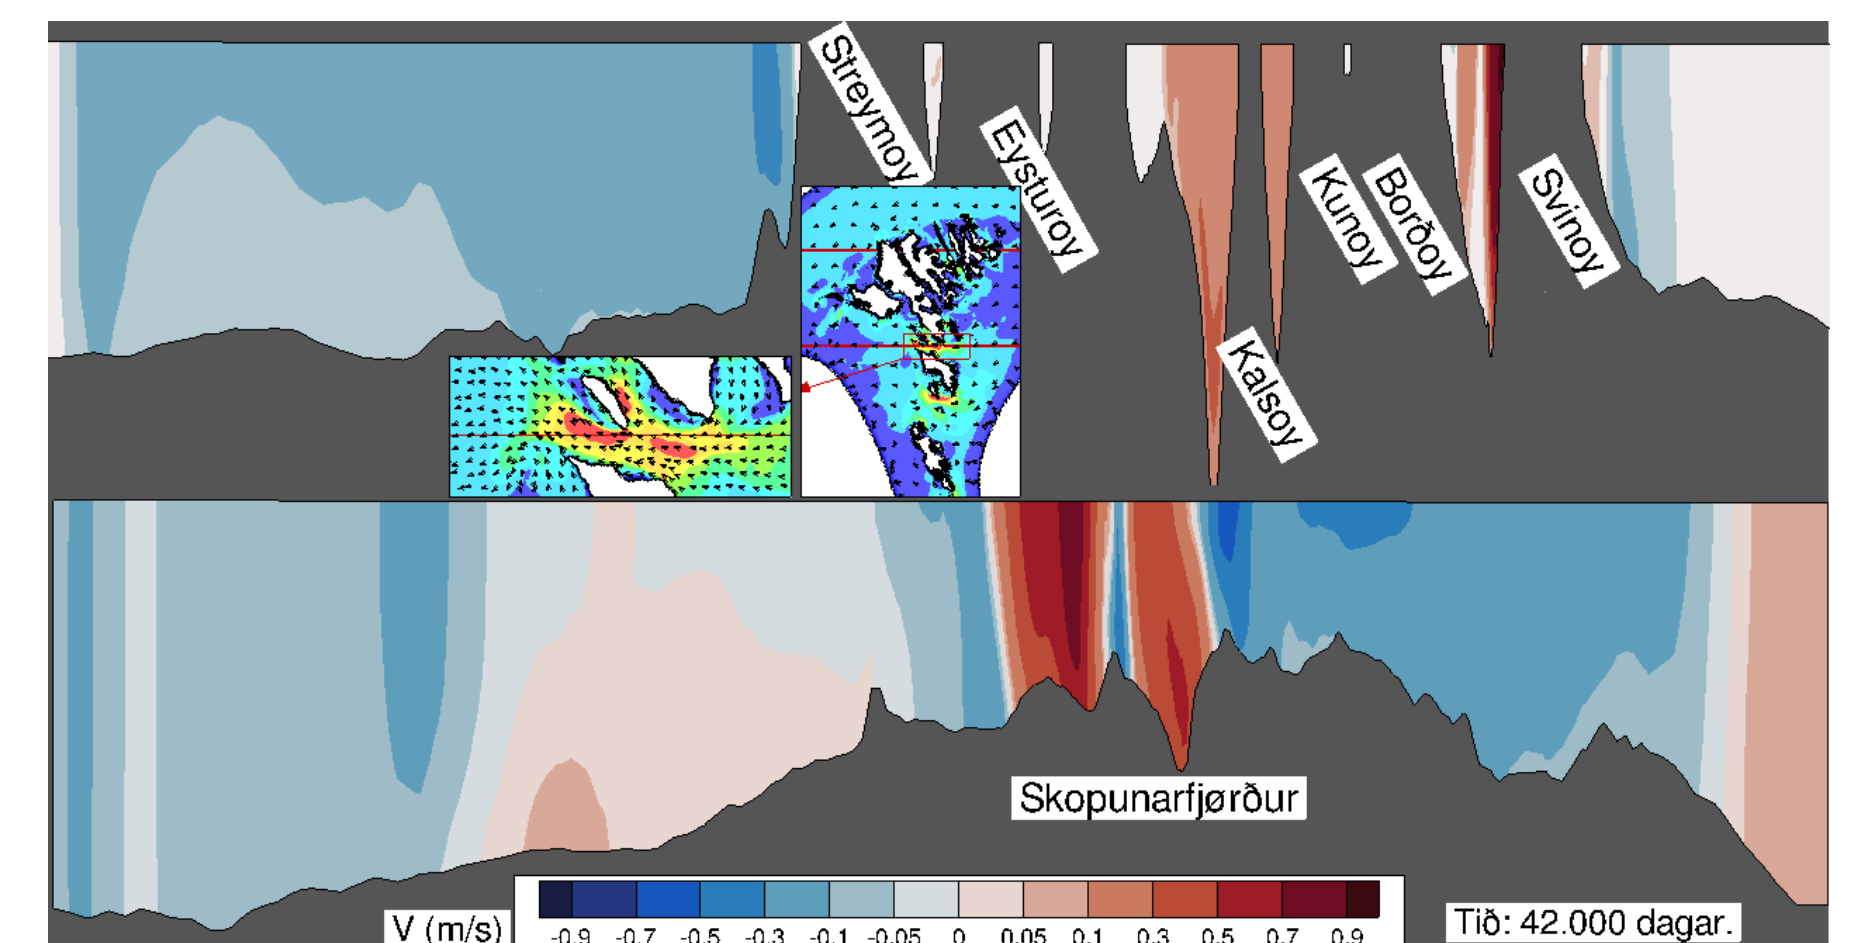 Streymoy
Eysturoy
Kunoy
Borðoy
Svinoy
Kalsoy
Skopunarfjørður
V (m/s)
-0.9 -0.7 -0.5 -0.3 -0.1 -0.05 0 0.05 0.1 0.3 0.5 0.7 0.9
Tið: 42.000 dagar.